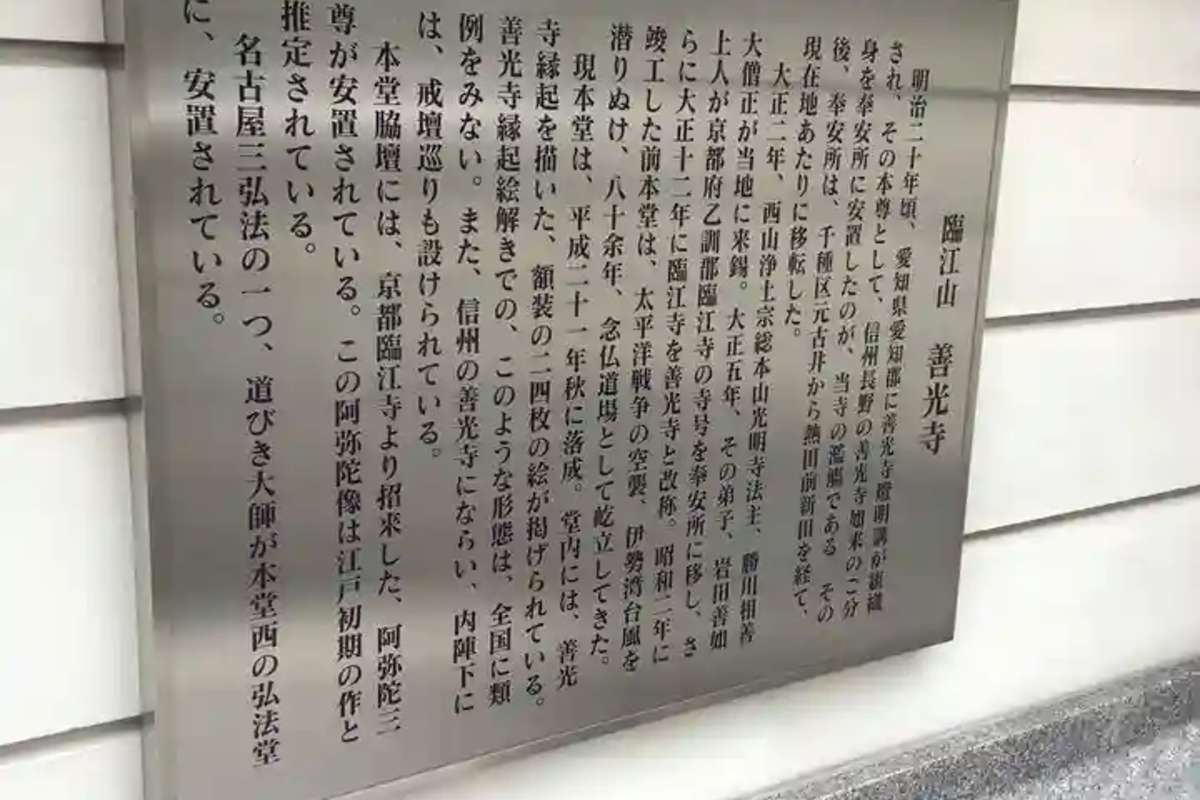 臨江山　善光寺
明治二十年頃、愛知県愛知郡に善光寺燈明講が組織
され、その本尊として、信州長野の善光寺如来のご分
身を奉安所に安置したのが、当寺の濫觴である　その
後、奉安所は、千種区元古井から熱田前新田を経て、
現在地あたりに移転した。
大正二年、西山浄土宗総本山光明寺法主、勝川相善
大僧正が当地に来錫。大正五年、その弟子、岩田善如
上人が京都府乙訓郡臨江寺の寺号を奉安所に移し、さ
らに大正十二年に臨江寺を善光寺と改称。昭和二年に
竣工した前本堂は、太平洋戦争の空襲、伊勢湾台風を
潜りぬけ、八十余年、念仏道場として屹立してきた。
現本堂は、平成二十一年秋に落成。堂内には、善光
寺縁起を描いた、額装の二四枚の絵が掲げられている。
善光寺縁起絵解きでの、このような形態は、全国に類
例をみない。また、信州の善光寺にならい、内陣下に
は、戒壇巡りも設けられている。
本堂脇壇には、京都臨江寺より招来した、阿弥陀三
尊が安置されている。この阿弥陀像は江戸初期の作と
推定されている。
名古屋三弘法の一つ、道びき大師が本堂西の弘法堂
に、安置されている。